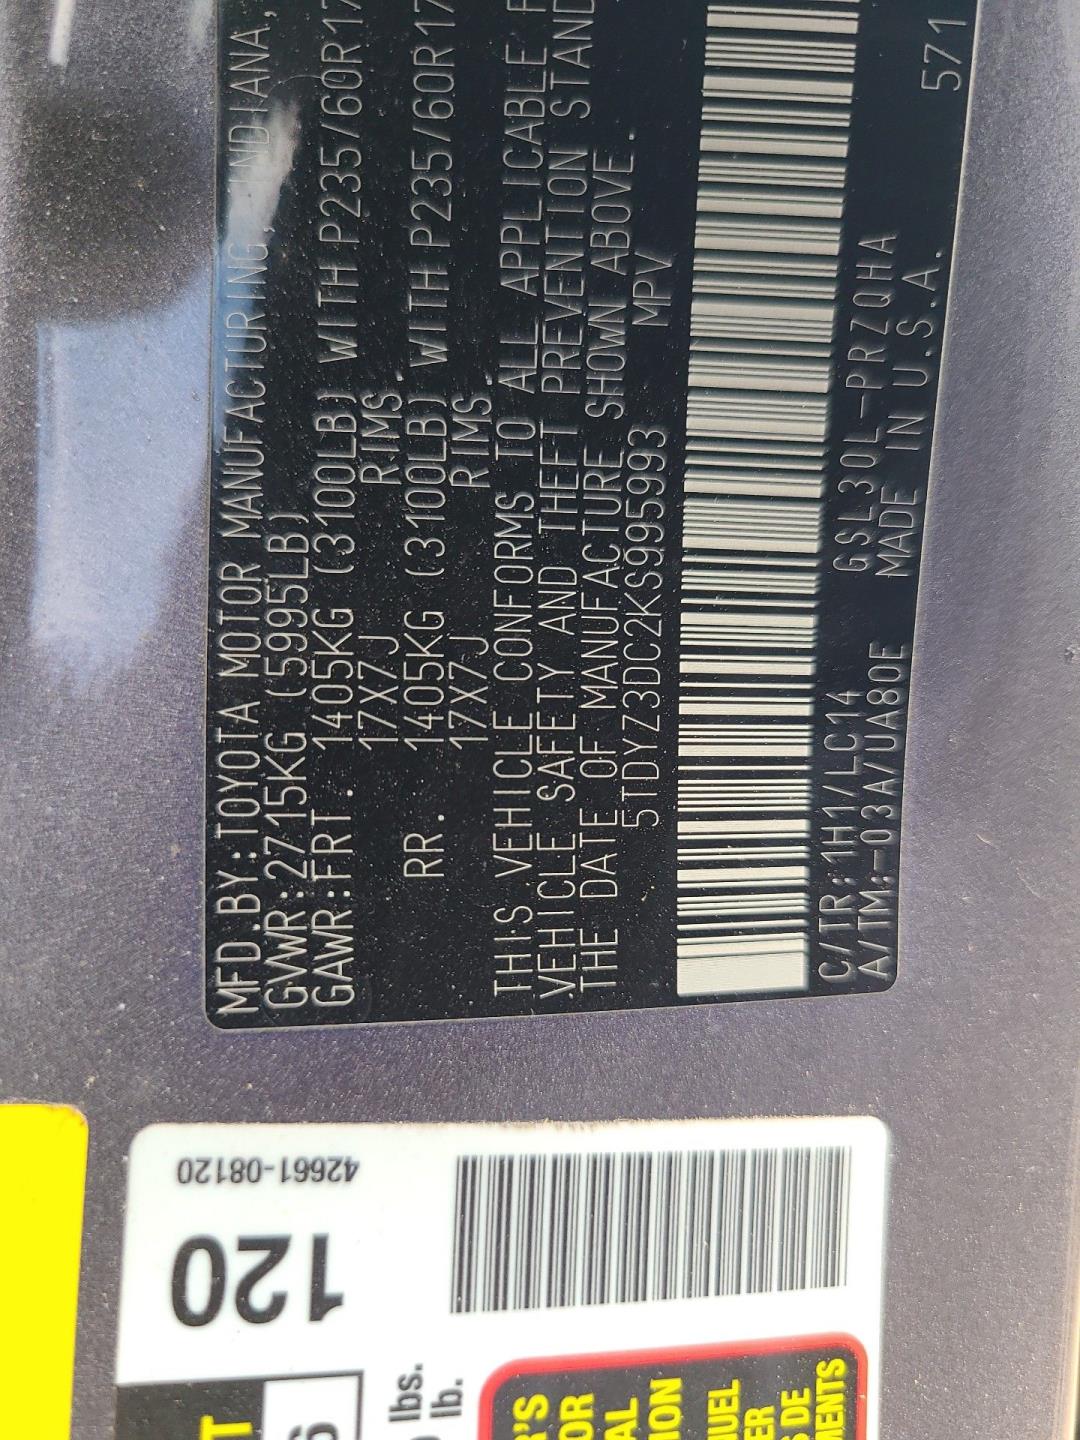 MFD.BY:TOYOTA MOTOR MANUFACTURING, INDIANA,
GVWR:2715KG (5995LB)
GAWR:FRT. 1405KG (3100LB) WITH P235/60R17
17X7J RIMS.
RR. 1405KG (3100LB) WITH P235/60R17
17X7J RIMS.
THIS VEHICLE CONFORMS TO ALL APPLICABLE F
VEHICLE SAFETY AND THEFT PREVENTION STAND
THE DATE OF MANUFACTURE SHOWN ABOVE.
5TDYZ3DC2KS995993 MPV
C/TR:1H1/LC14 GSL30L-PRZQHA 571
A/TM:-03A/UA80E MADE IN U.S.A.
42661-08120
120
lbs.
lb.